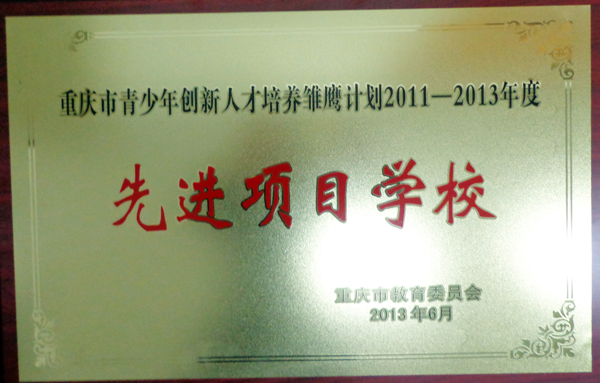 重庆市青少年创新人才培养雏鹰计划2011—2013年度
先进项目学校
重庆市教育委员会
2013年6月